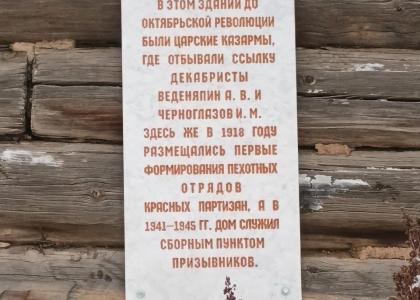 В ЭТОМ ЗДАНИИ ДО
ОКТЯБРЬСКОЙ РЕВОЛЮЦИИ
БЫЛИ ЦАРСКИЕ КАЗАРМЫ,
ГДЕ ОТБЫВАЛИ ССЫЛКУ
ДЕКАБРИСТЫ
ВЕДЕНЯПИН А. В. И
ЧЕРНОГЛАЗОВ И. М.
ЗДЕСЬ ЖЕ В 1918 ГОДУ
РАЗМЕЩАЛИСЬ ПЕРВЫЕ
ФОРМИРОВАНИЯ ПЕХОТНЫХ
ОТРЯДОВ
КРАСНЫХ ПАРТИЗАН, А В
1941–1945 ГГ. ДОМ СЛУЖИЛ
СБОРНЫМ ПУНКТОМ
ПРИЗЫВНИКОВ.